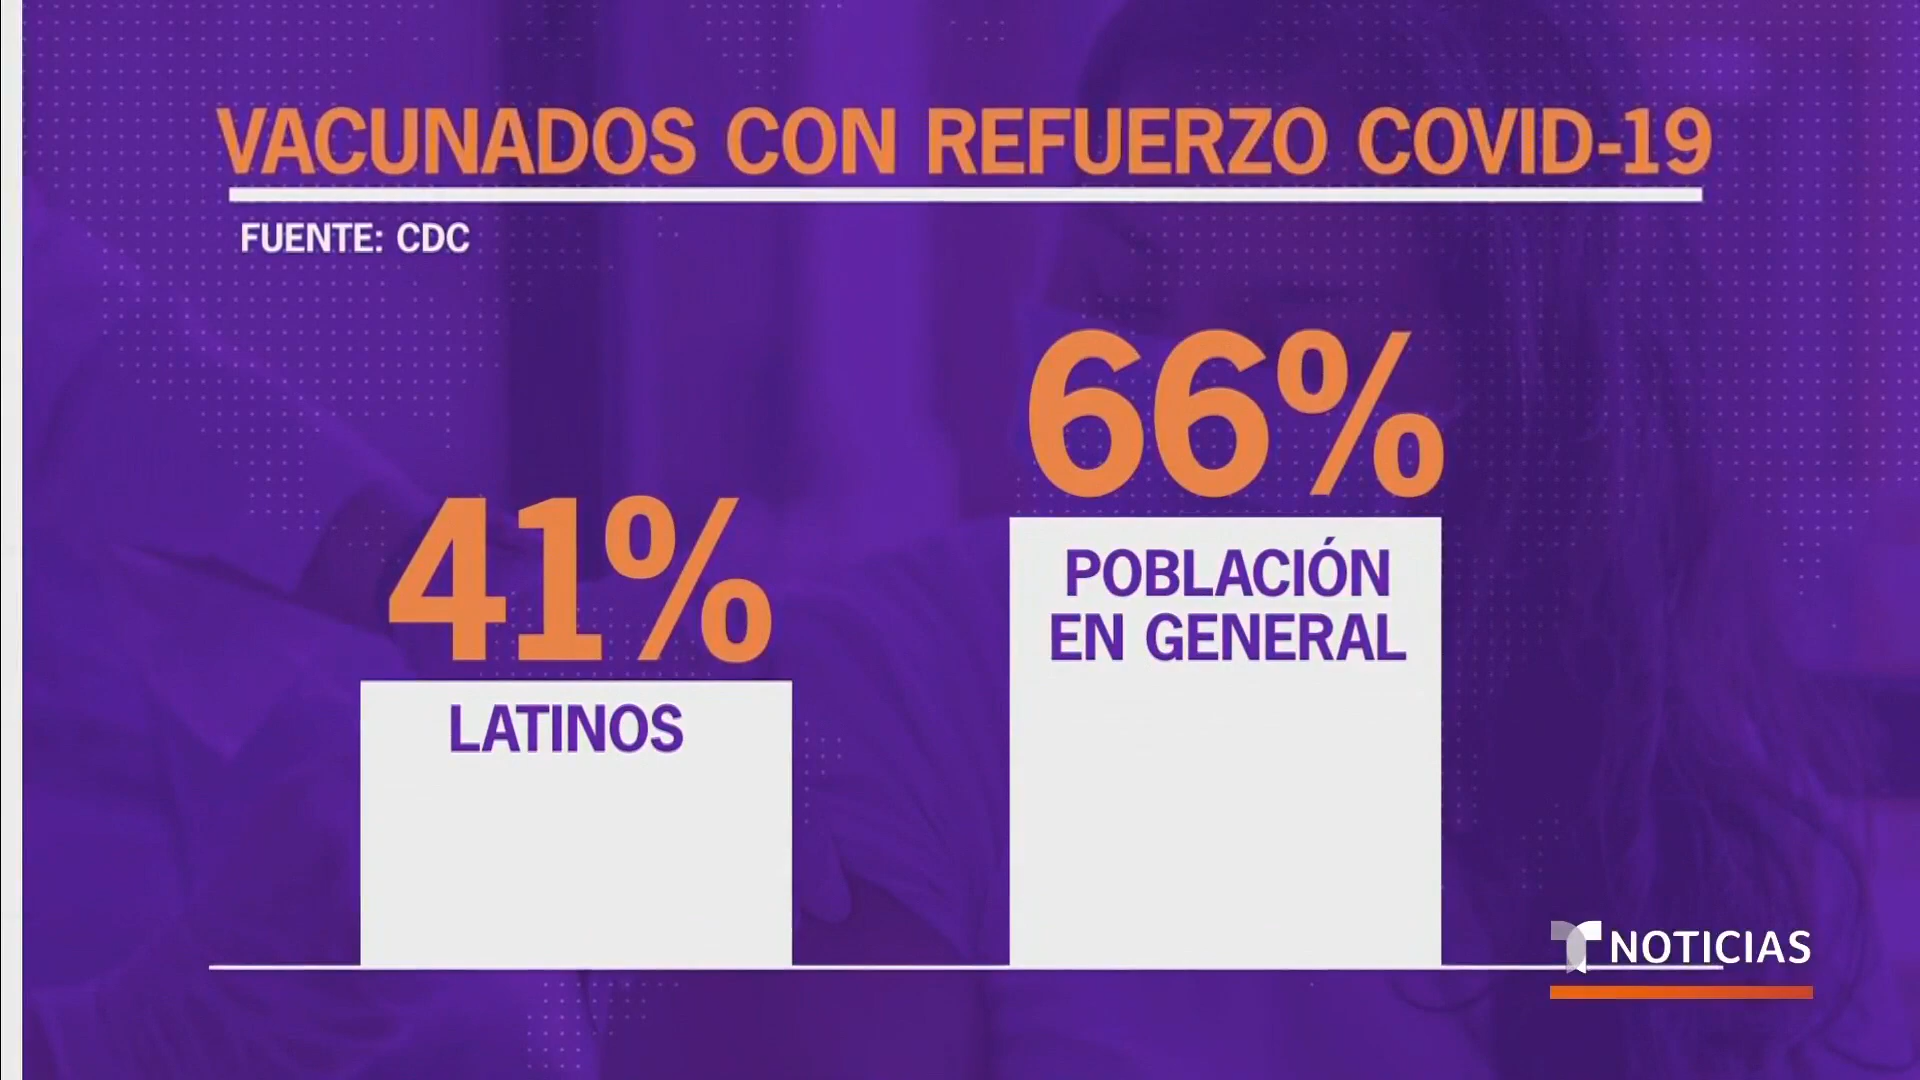 VACUNADOS CON REFUERZO COVID-19
FUENTE: CDC
41%
LATINOS
66%
POBLACIÓN
EN GENERAL
NOTICIAS